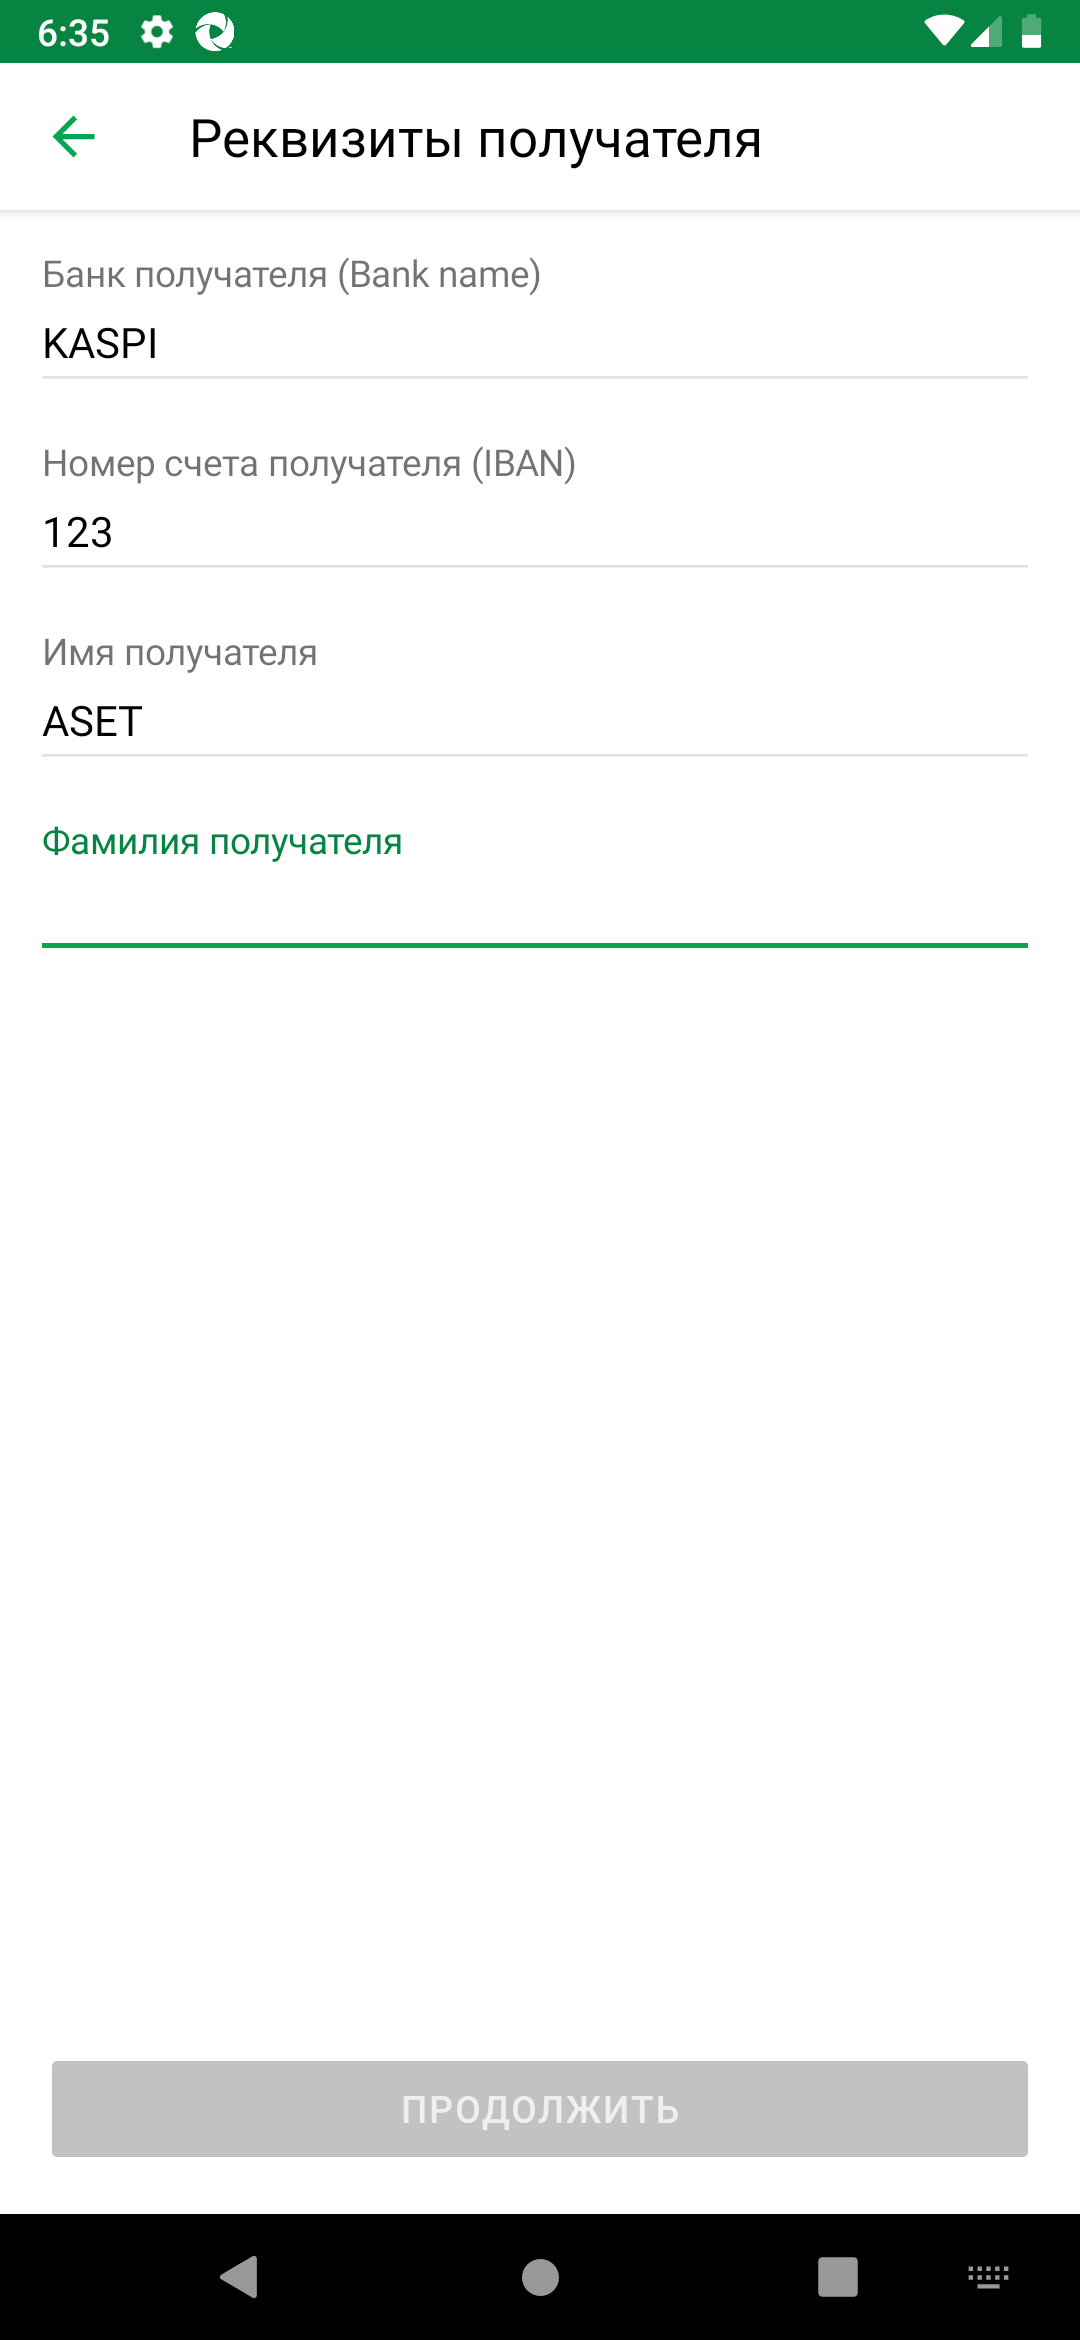 6:35
Реквизиты получателя
Банк получателя (Bank name)
KASPI
Номер счета получателя (IBAN)
123
Имя получателя
ASET
Фамилия получателя
ПРОДОЛЖИТЬ